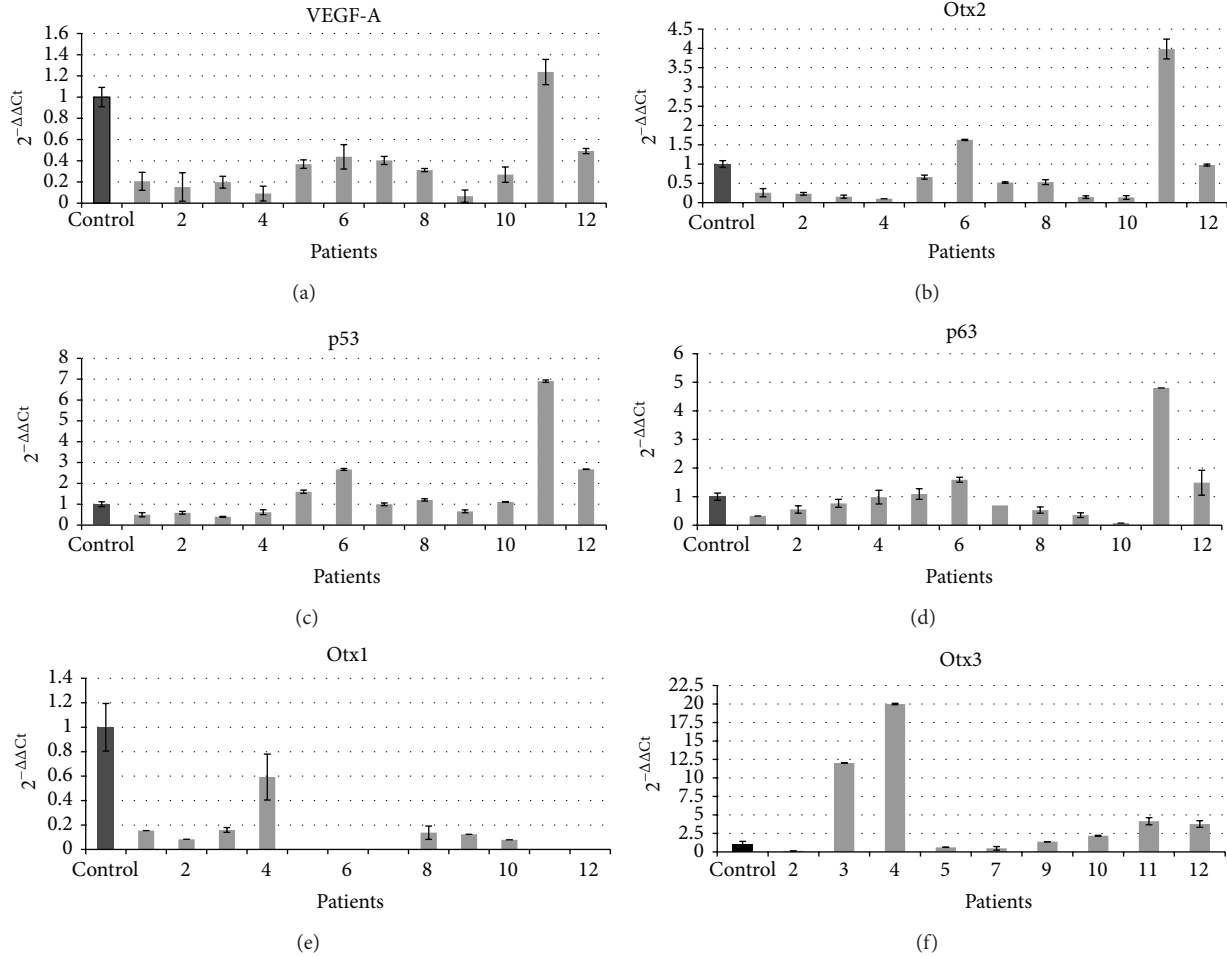 VEGF-A
1.6
1.4
1.2
1
0.8
0.6
0.4
0.2
0
2^−ΔΔCt
Control 2 4 6 8 10 12
Patients
(a)
Otx2
4.5
4
3.5
3
2.5
2
1.5
1
0.5
0
2^−ΔΔCt
Control 2 4 6 8 10 12
Patients
(b)
p53
8
7
6
5
4
3
2
1
0
2^−ΔΔCt
Control 2 4 6 8 10 12
Patients
(c)
p63
6
5
4
3
2
1
0
2^−ΔΔCt
Control 2 4 6 8 10 12
Patients
(d)
Otx1
1.4
1.2
1
0.8
0.6
0.4
0.2
0
2^−ΔΔCt
Control 2 4 6 8 10 12
Patients
(e)
Otx3
22.5
20
17.5
15
12.5
10
7.5
5
2.5
0
2^−ΔΔCt
Control 2 3 4 5 7 9 10 11 12
Patients
(f)